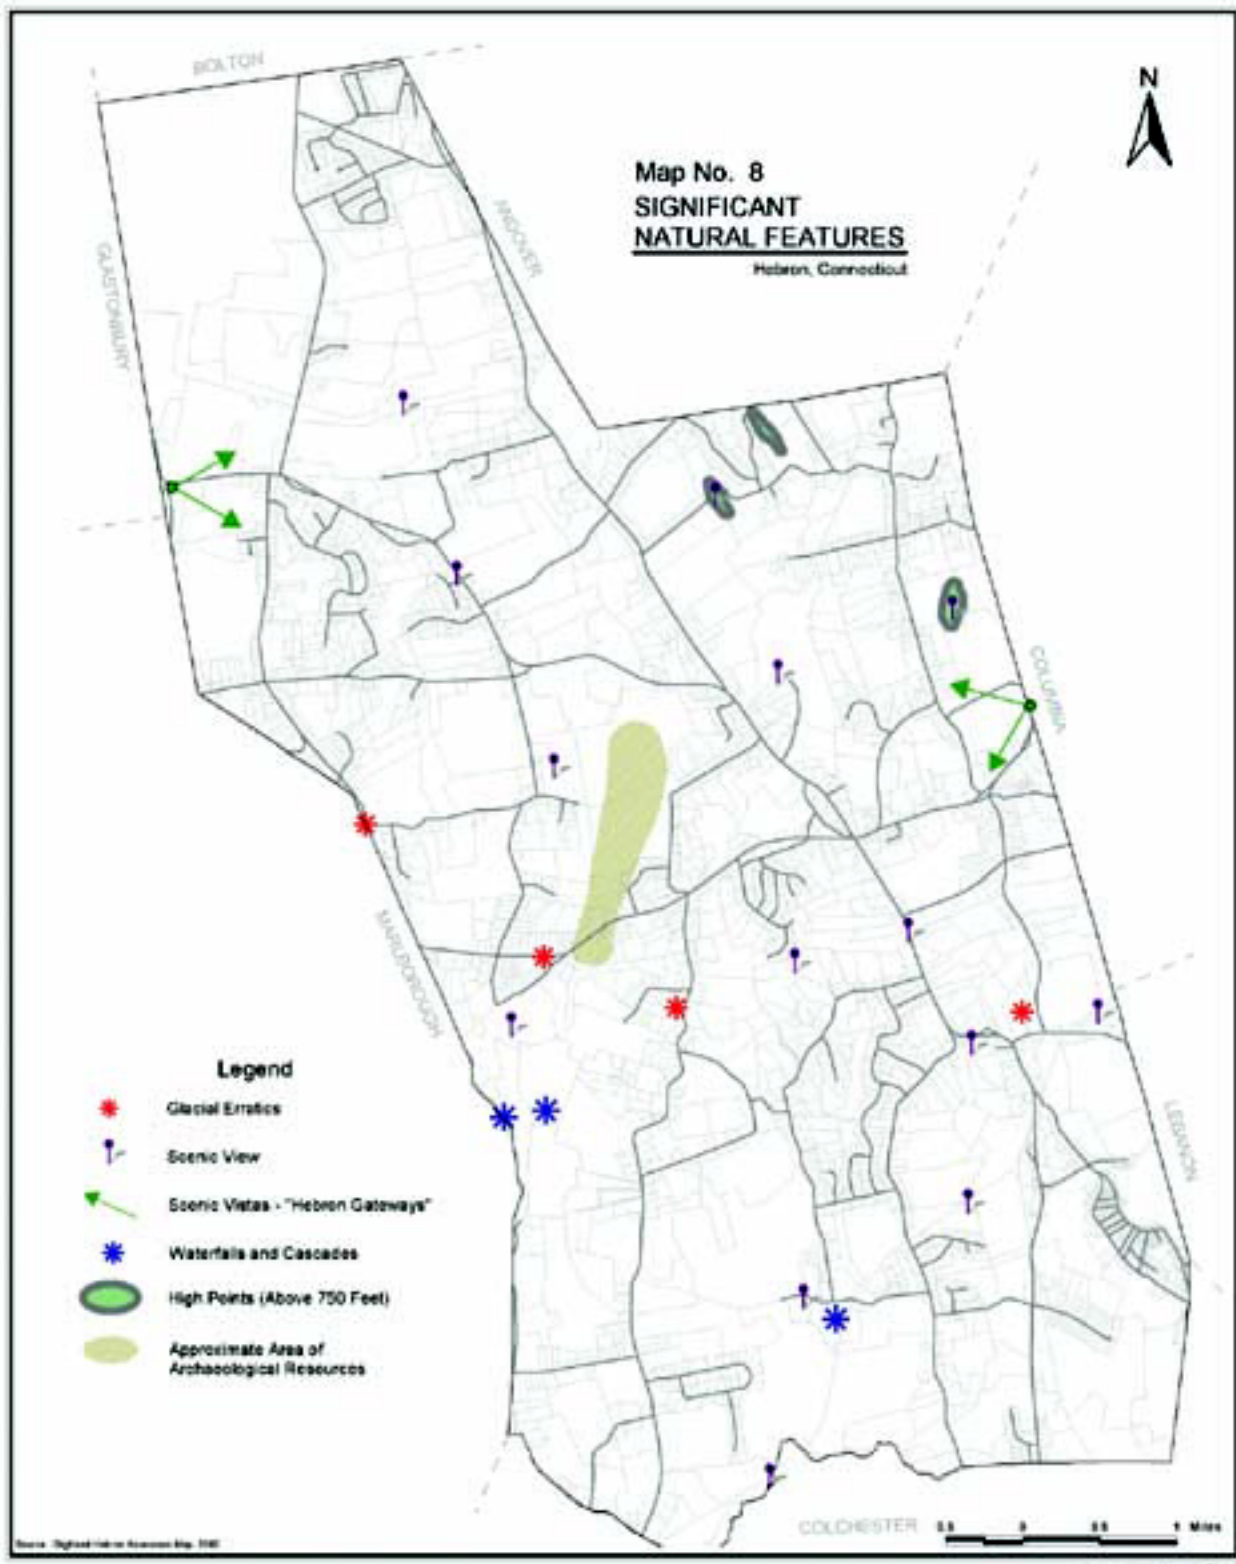 BOLTON
N
Map No. 8
SIGNIFICANT
NATURAL FEATURES
Hebron, Connecticut
ANDOVER
GLASTONBURY
COLUMBIA
MARLBOROUGH
LEBANON
Legend
Glacial Erratics
Scenic View
Scenic Vistas - "Hebron Gateways"
Waterfalls and Cascades
High Points (Above 750 Feet)
Approximate Area of
Archaeological Resources
COLCHESTER
0.5 0 0.5 1 Miles